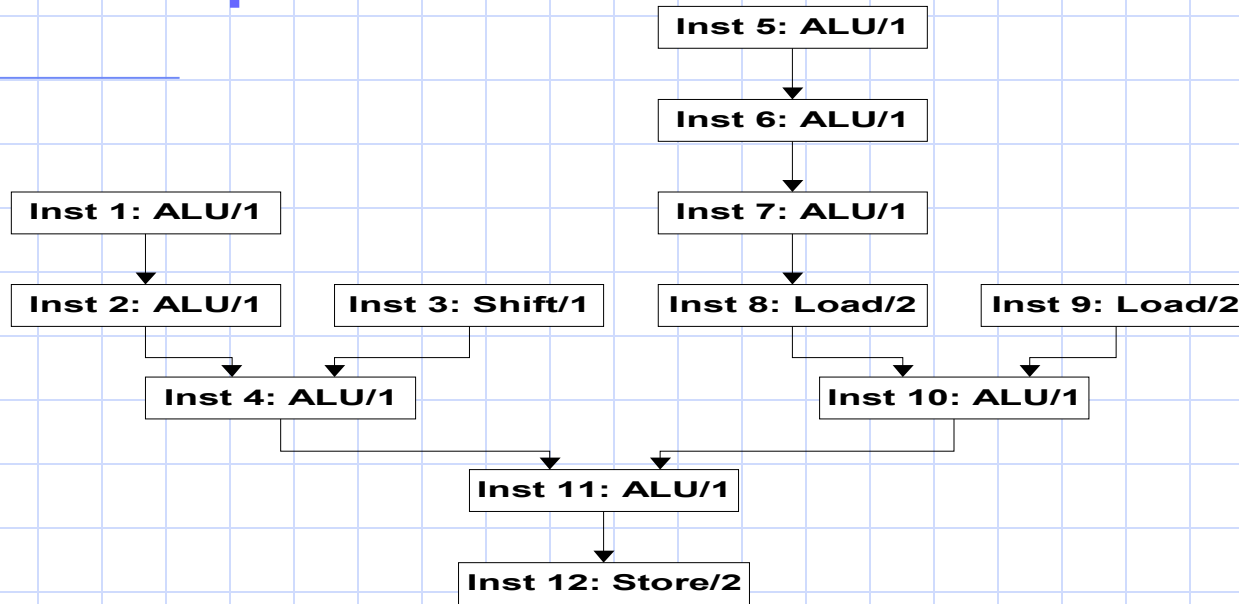 Inst 5: ALU/1
Inst 6: ALU/1
Inst 1: ALU/1
Inst 7: ALU/1
Inst 2: ALU/1
Inst 3: Shift/1
Inst 8: Load/2
Inst 9: Load/2
Inst 4: ALU/1
Inst 10: ALU/1
Inst 11: ALU/1
Inst 12: Store/2